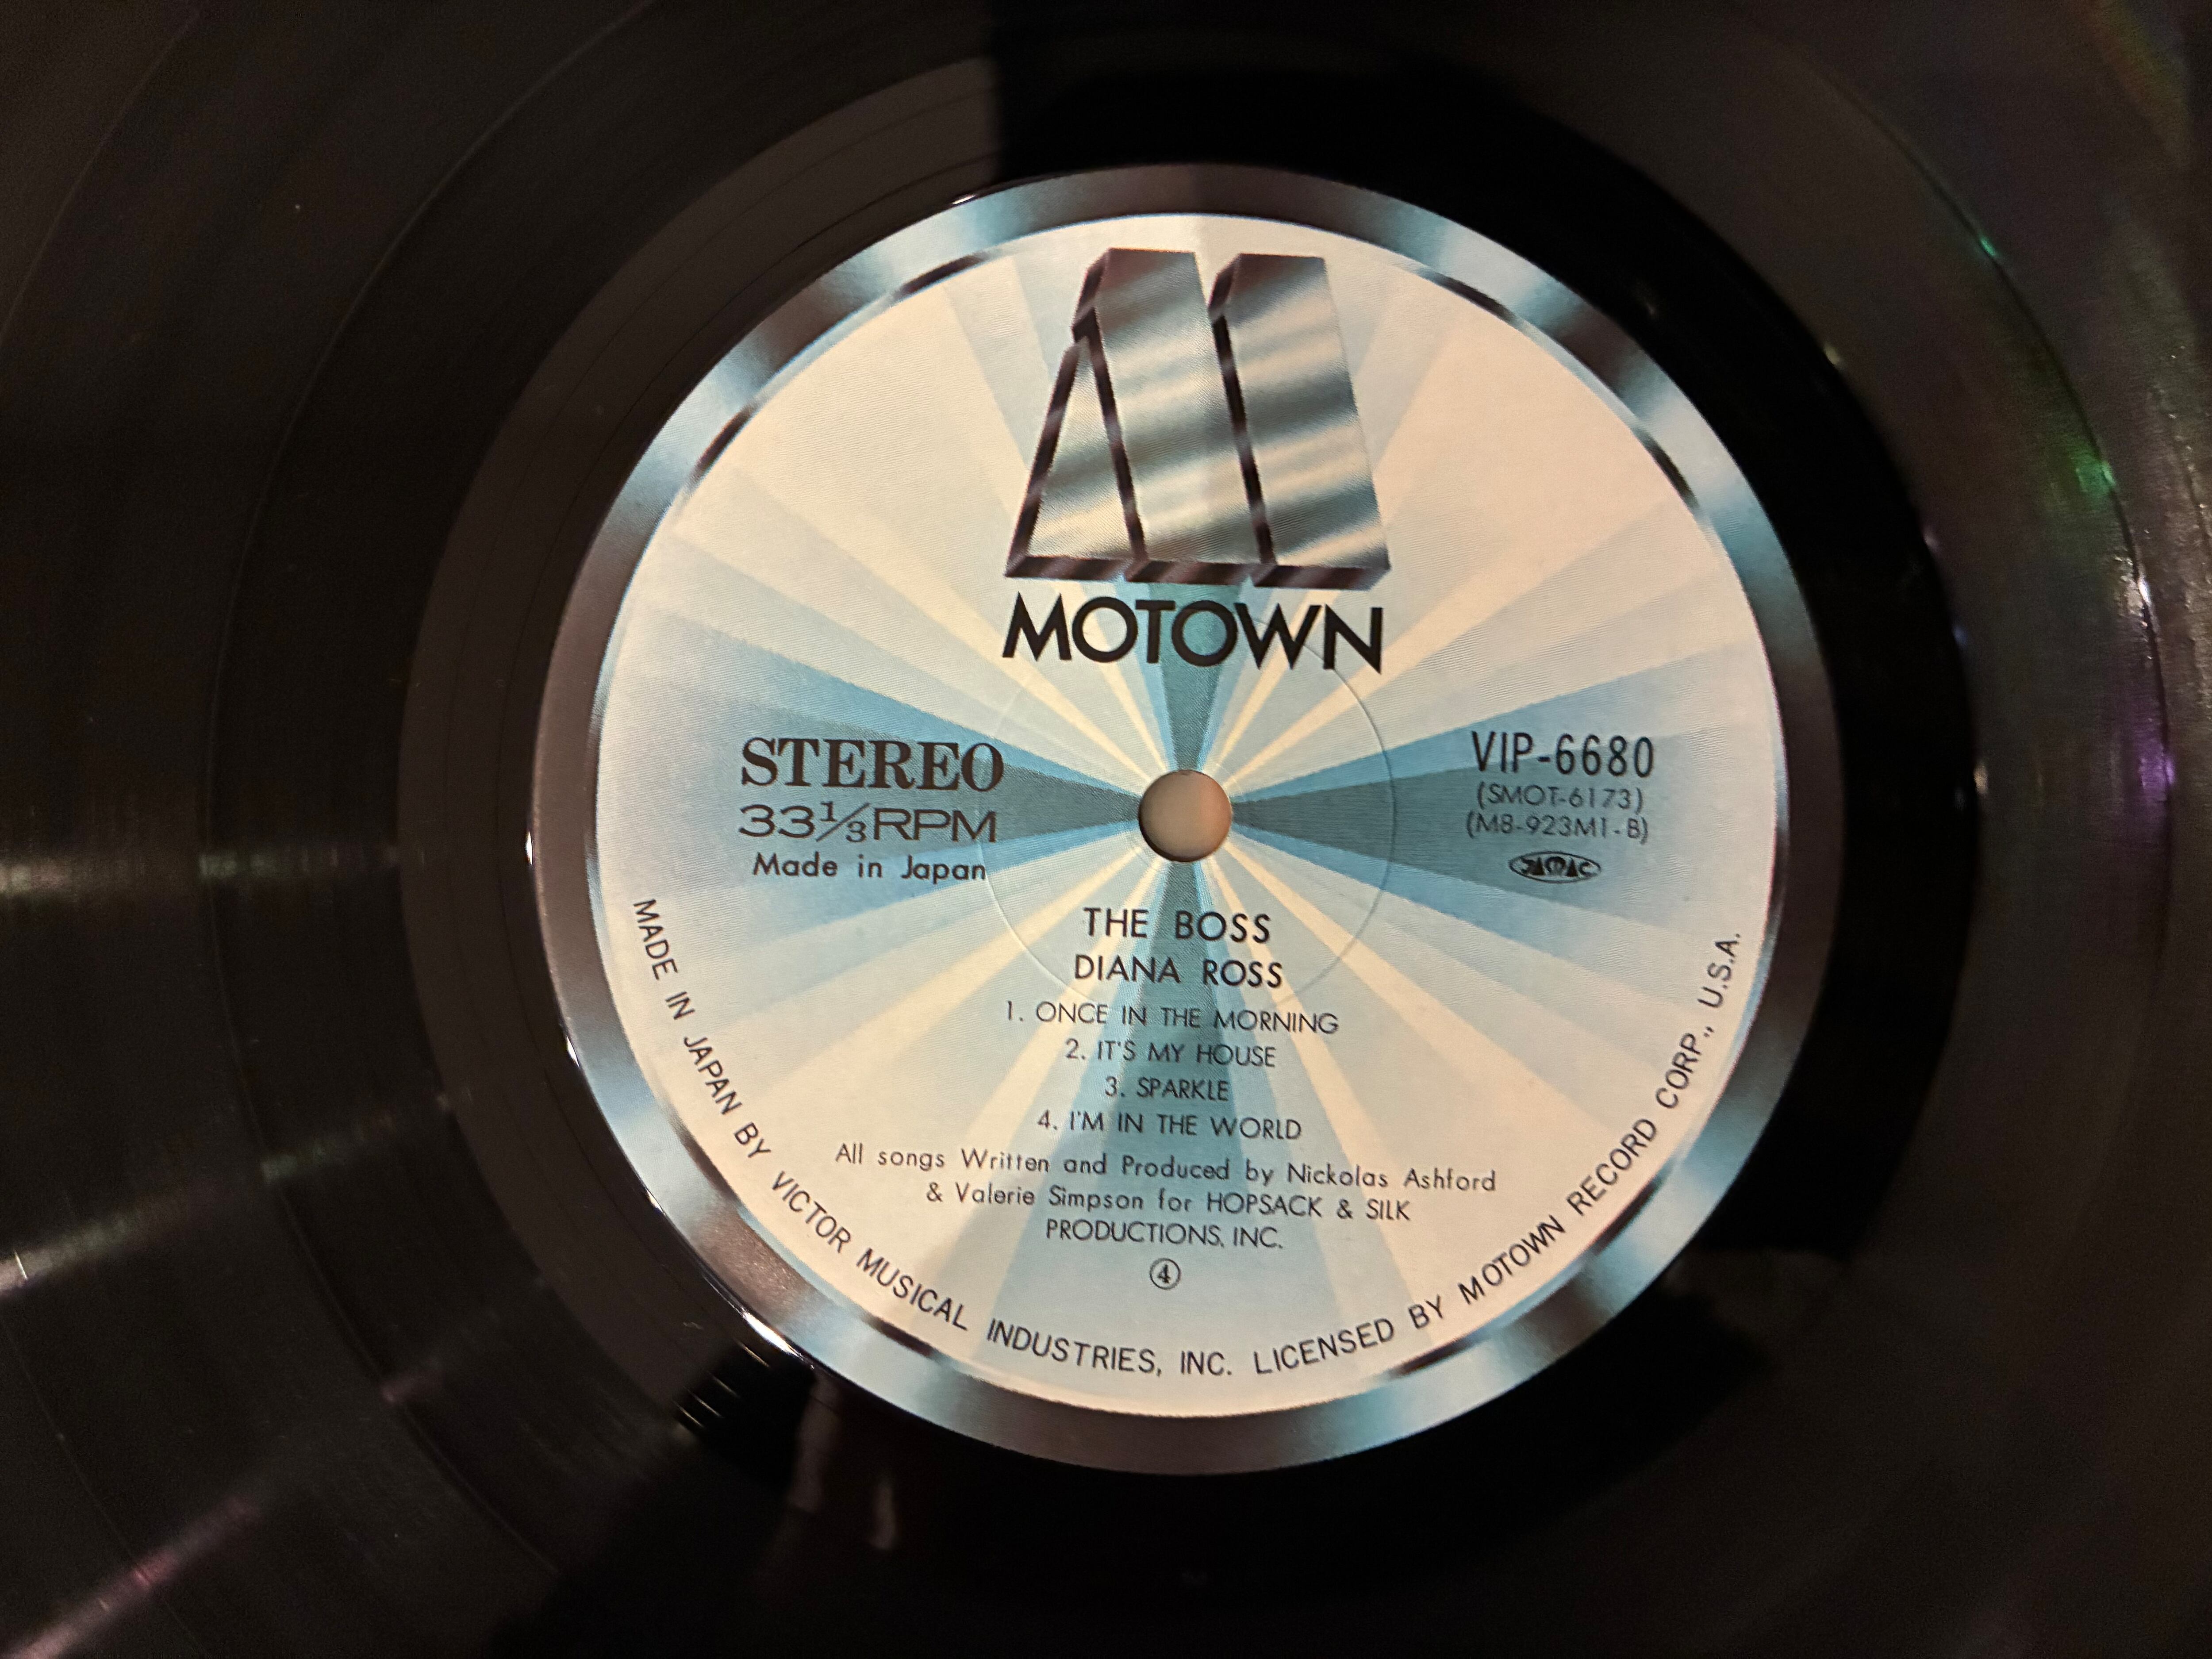 MOTOWN
STEREO
33⅓RPM
Made in Japan
VIP-6680
(SMOT-6173)
(M8-923M1-B)
JAMAC
THE BOSS
DIANA ROSS
1. ONCE IN THE MORNING
2. IT'S MY HOUSE
3. SPARKLE
4. I'M IN THE WORLD
All songs Written and Produced by Nickolas Ashford
& Valerie Simpson for HOPSACK & SILK
PRODUCTIONS, INC.
④
MADE IN JAPAN BY VICTOR MUSICAL INDUSTRIES, INC. LICENSED BY MOTOWN RECORD CORP., U.S.A.